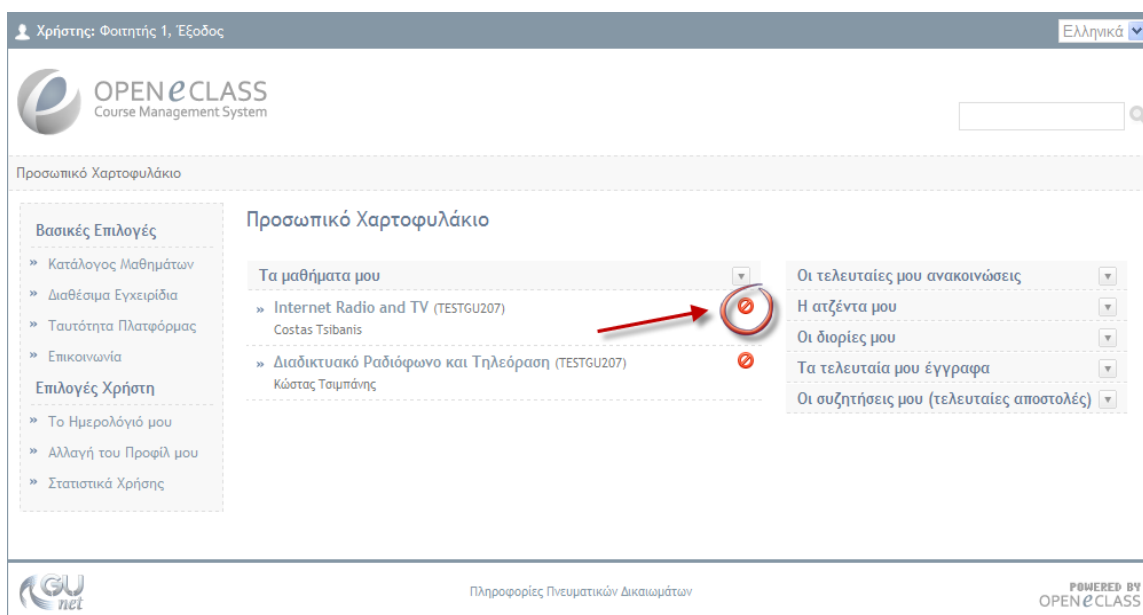 Χρήστης: Φοιτητής 1, Έξοδος
Ελληνικά
OPEN eCLASS
Course Management System
Προσωπικό Χαρτοφυλάκιο
Βασικές Επιλογές
» Κατάλογος Μαθημάτων
» Διαθέσιμα Εγχειρίδια
» Ταυτότητα Πλατφόρμας
» Επικοινωνία
Επιλογές Χρήστη
» Το Ημερολόγιό μου
» Αλλαγή του Προφίλ μου
» Στατιστικά Χρήσης
Προσωπικό Χαρτοφυλάκιο
Τα μαθήματα μου
» Internet Radio and TV (TESTGU207)
Costas Tsibanis
» Διαδικτυακό Ραδιόφωνο και Τηλεόραση (TESTGU207)
Κώστας Τσιμπάνης
Οι τελευταίες μου ανακοινώσεις
Η ατζέντα μου
Οι διορίες μου
Τα τελευταία μου έγγραφα
Οι συζητήσεις μου (τελευταίες αποστολές)
GU net
Πληροφορίες Πνευματικών Δικαιωμάτων
POWERED BY
OPEN eCLASS